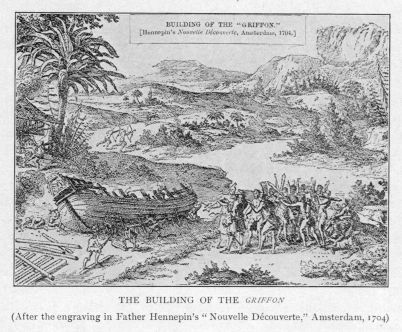 BUILDING OF THE "GRIFFON."
[Hennepin's Nouvelle Découverte, Amsterdam, 1704.]
THE BUILDING OF THE GRIFFON
(After the engraving in Father Hennepin's "Nouvelle Découverte," Amsterdam, 1704)